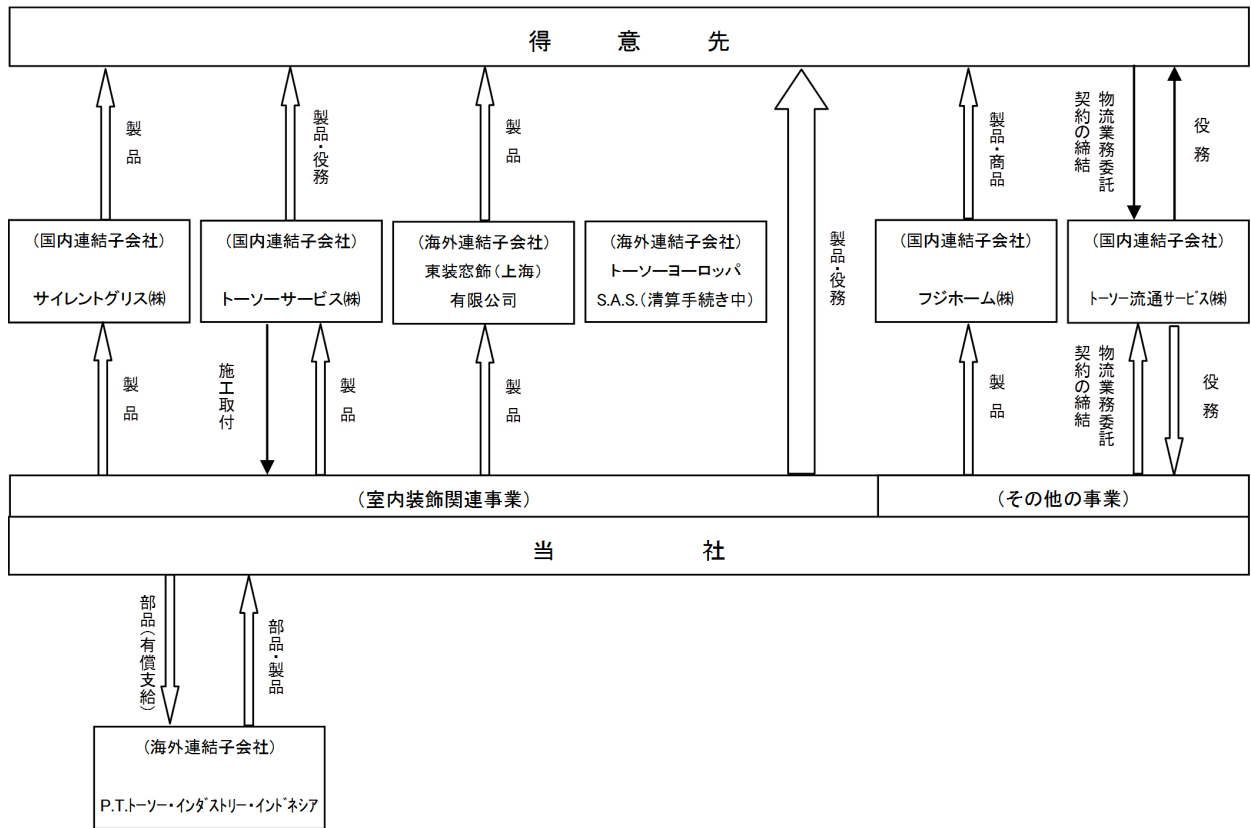 得意先
製品
製品・役務
製品
製品・役務
製品・商品
物流業務委託
契約の締結
役務
(国内連結子会社)
サイレントグリス㈱
(国内連結子会社)
トーソーサービス㈱
(海外連結子会社)
東装窓飾(上海)
有限公司
(海外連結子会社)
トーソーヨーロッパ
S.A.S.(清算手続き中)
(国内連結子会社)
フジホーム㈱
(国内連結子会社)
トーソー流通サービス㈱
製品
施工取付
製品
製品
製品
物流業務委託
契約の締結
役務
(室内装飾関連事業)
(その他の事業)
当社
部品(有償支給)
部品・製品
(海外連結子会社)
P.T.トーソー・インダストリー・インドネシア